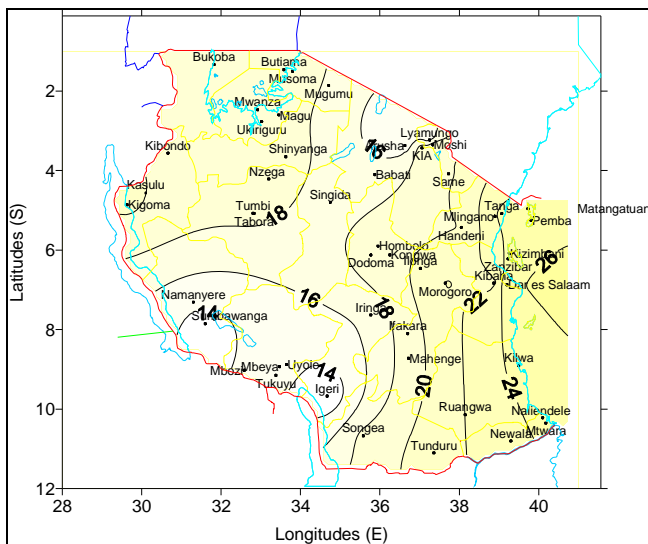 Bukoba
Butiama
Musoma
Mugumu
2
Mwanza
Magu
Ukiriguru
Lyamungo
Arusha
Moshi
KIA
16
Kibondo
Shinyanga
4
Nzega
Babati
Same
Kasulu
Kigoma
Singida
Tumbi
Tabora
18
Mlingano
Tanga
Matangatuani
Pemba
Handeni
6
Hombolo
Kongwa
Dodoma
Kizimbani
Zanzibar
26
Kibaha
Dar es Salaam
Morogoro
22
Namanyere
16
Iringa
18
14
Sumbawanga
8
Ifakara
Mbozi
Mbeya
Uyole
Tukuyu
14
Igeri
Mahenge
20
Kilwa
24
10
Ruangwa
Naliendele
Mtwara
Songea
Newala
Tunduru
12
28
30
32
34
36
38
40
Latitudes (S)
Longitudes (E)